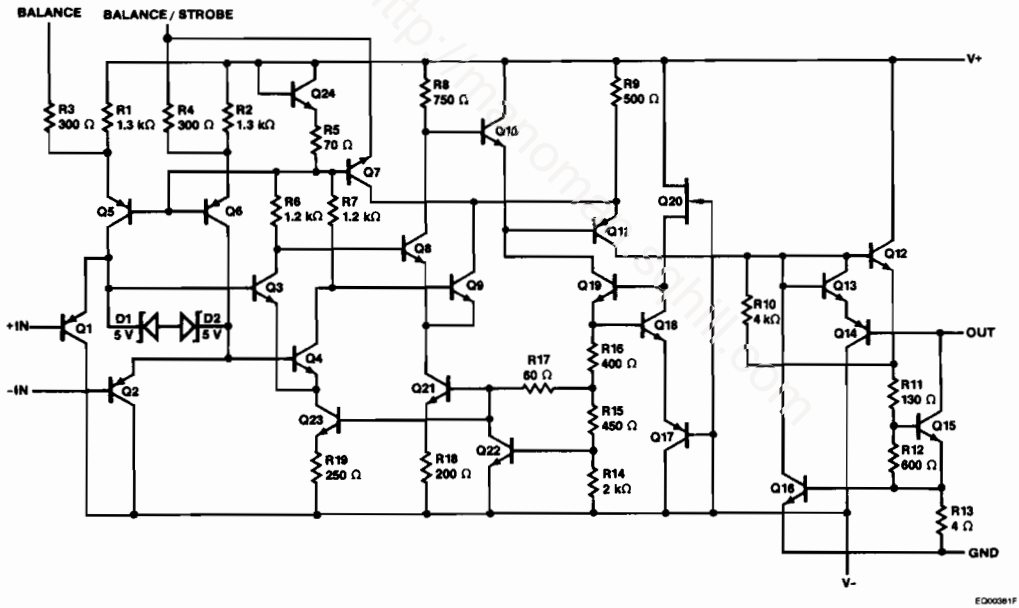 BALANCE
BALANCE / STROBE
V+
R3
300 Ω
R1
1.3 kΩ
R4
300 Ω
R2
1.3 kΩ
Q24
R5
70 Ω
R8
750 Ω
Q10
R9
500 Ω
Q7
Q20
Q5
Q6
R6
1.2 kΩ
R7
1.2 kΩ
Q8
Q11
Q12
Q3
Q9
Q19
Q13
R10
4 kΩ
Q14
OUT
+IN
Q1
D1
5 V
D2
5 V
Q4
Q18
R16
400 Ω
R17
60 Ω
-IN
Q2
Q21
R11
130 Ω
Q23
R15
450 Ω
Q17
Q15
Q22
R12
600 Ω
R19
250 Ω
R18
200 Ω
R14
2 kΩ
Q16
R13
4 Ω
GND
V-
EQ00381F